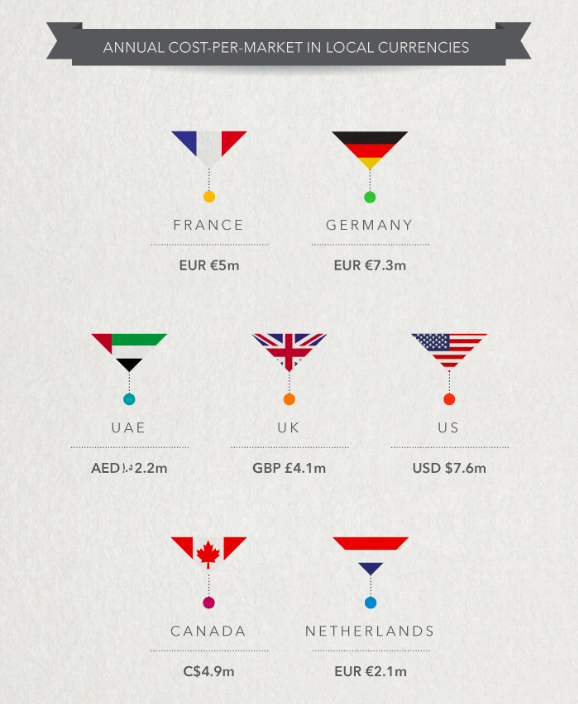 ANNUAL COST-PER-MARKET IN LOCAL CURRENCIES
FRANCE
GERMANY
EUR €5m
EUR €7.3m
UAE
UK
US
AED د.إ2.2m
GBP £4.1m
USD $7.6m
CANADA
NETHERLANDS
C$4.9m
EUR €2.1m